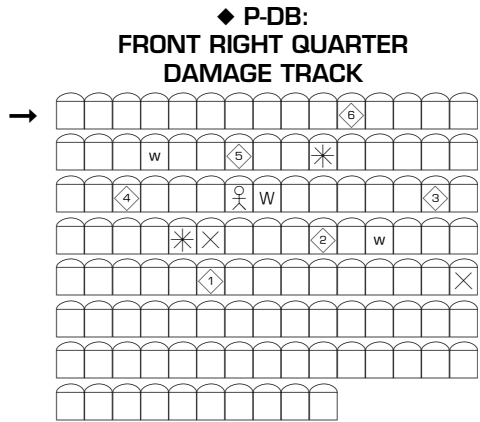 ◆ P-DB:
FRONT RIGHT QUARTER
DAMAGE TRACK
6
w 5
4 W 3
2 w
1